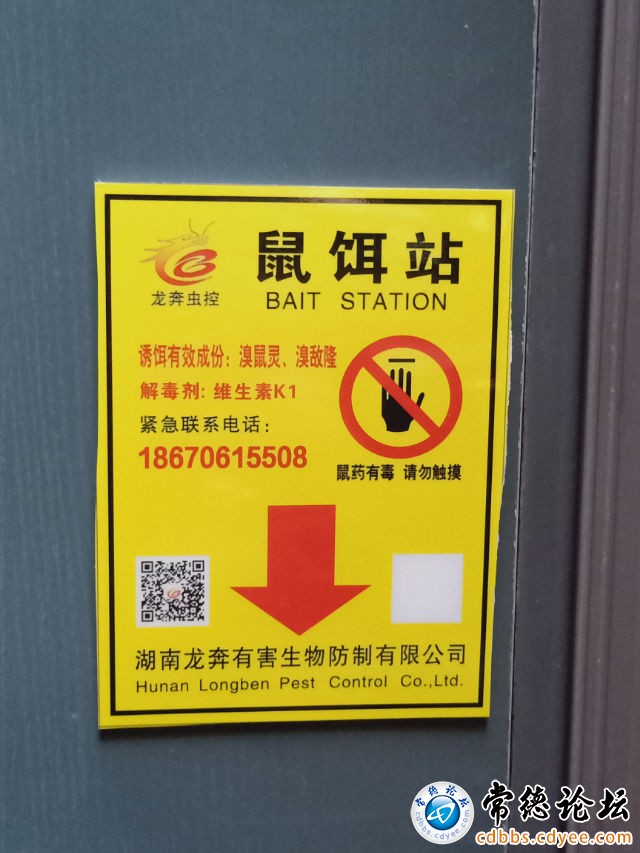 鼠饵站
BAIT STATION
龙奔虫控
诱饵有效成份：溴鼠灵、溴敌隆
解毒剂：维生素K1
紧急联系电话：
18670615508
鼠药有毒 请勿触摸
湖南龙奔有害生物防制有限公司
Hunan Longben Pest Control Co.,Ltd.
常德论坛
cdbbs.cdyee.com